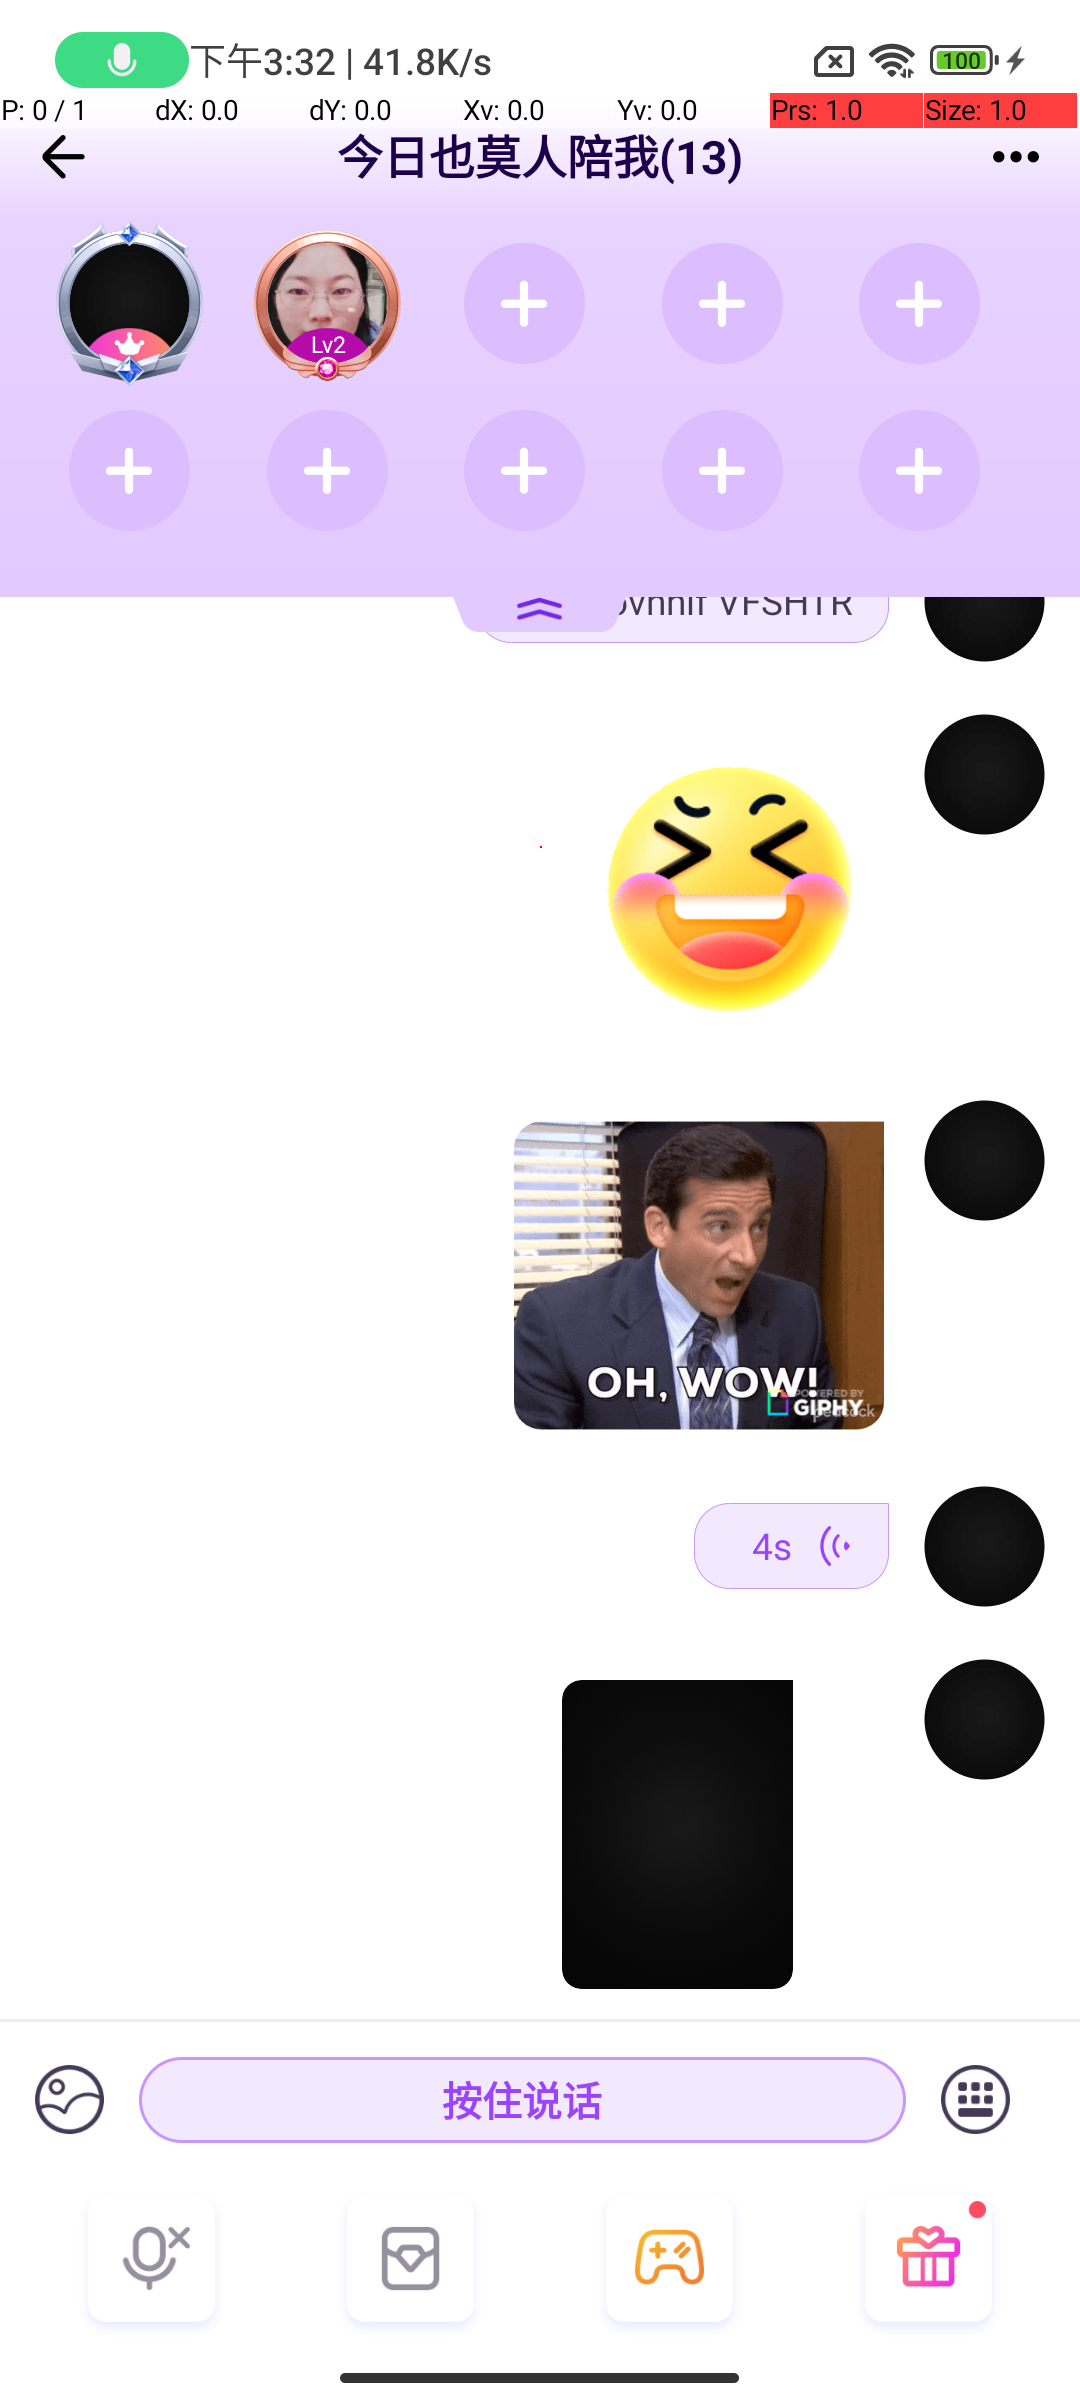 下午3:32 | 41.8K/s
100
P: 0 / 1 dX: 0.0 dY: 0.0 Xv: 0.0 Yv: 0.0 Prs: 1.0 Size: 1.0
今日也莫人陪我(13)
Lv2
VFSHTR
OH, WOW!
POWERED BY
GIPHY
peacock
4s
按住说话